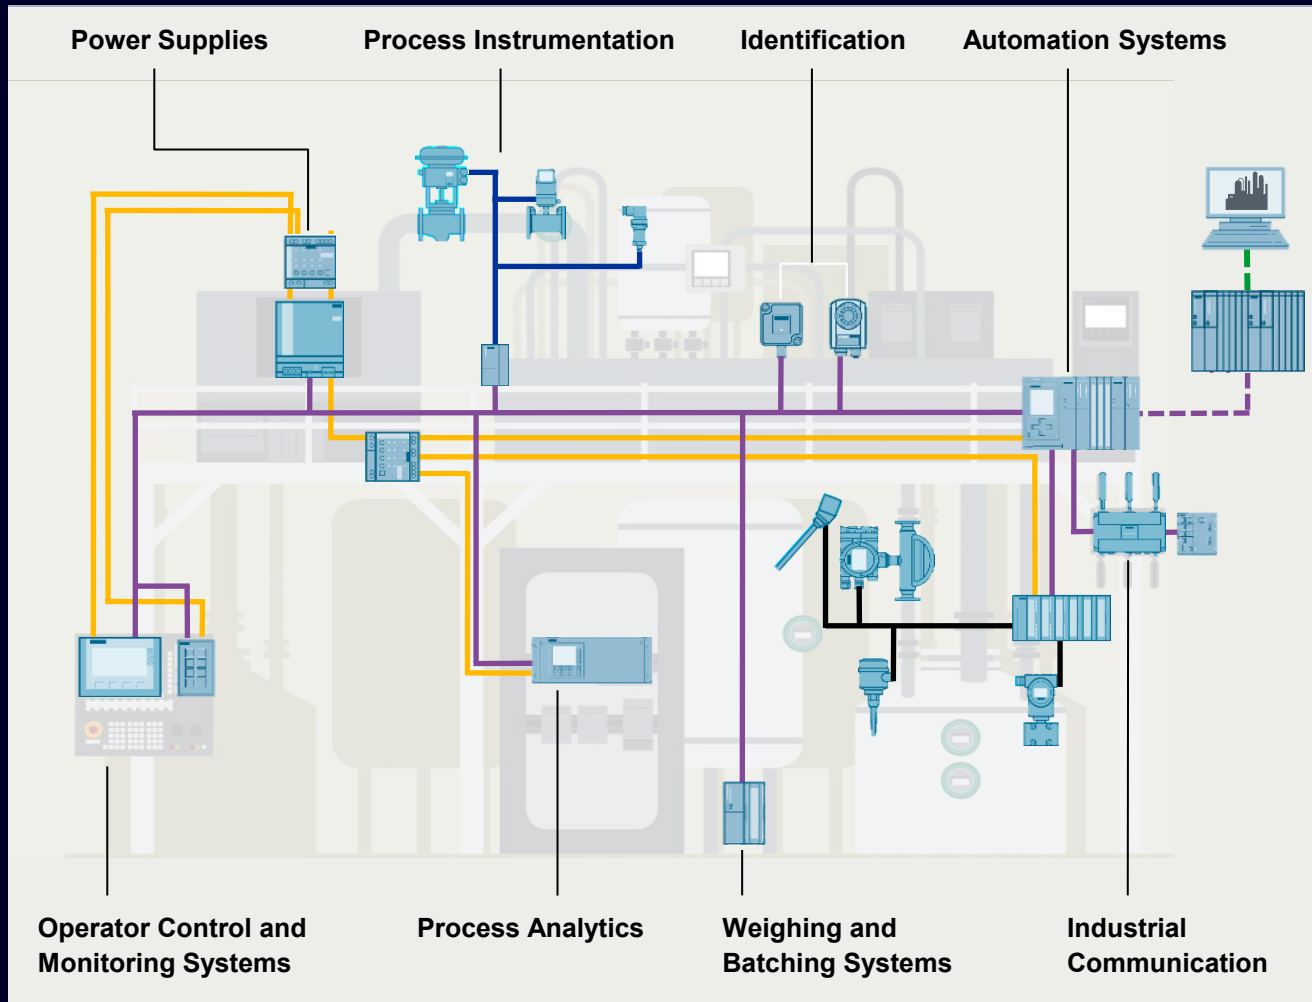 Power Supplies
Process Instrumentation
Identification
Automation Systems
Operator Control and
Monitoring Systems
Process Analytics
Weighing and
Batching Systems
Industrial
Communication